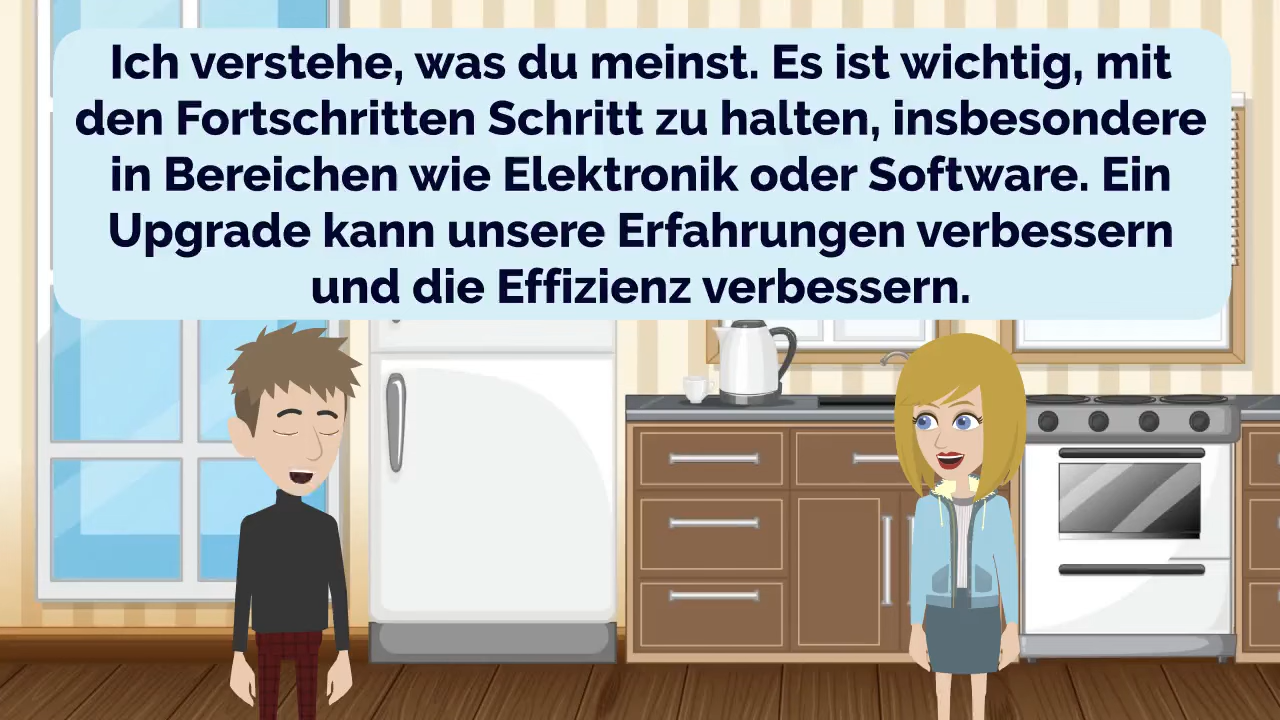 Ich verstehe, was du meinst. Es ist wichtig, mit
den Fortschritten Schritt zu halten, insbesondere
in Bereichen wie Elektronik oder Software. Ein
Upgrade kann unsere Erfahrungen verbessern
und die Effizienz verbessern.